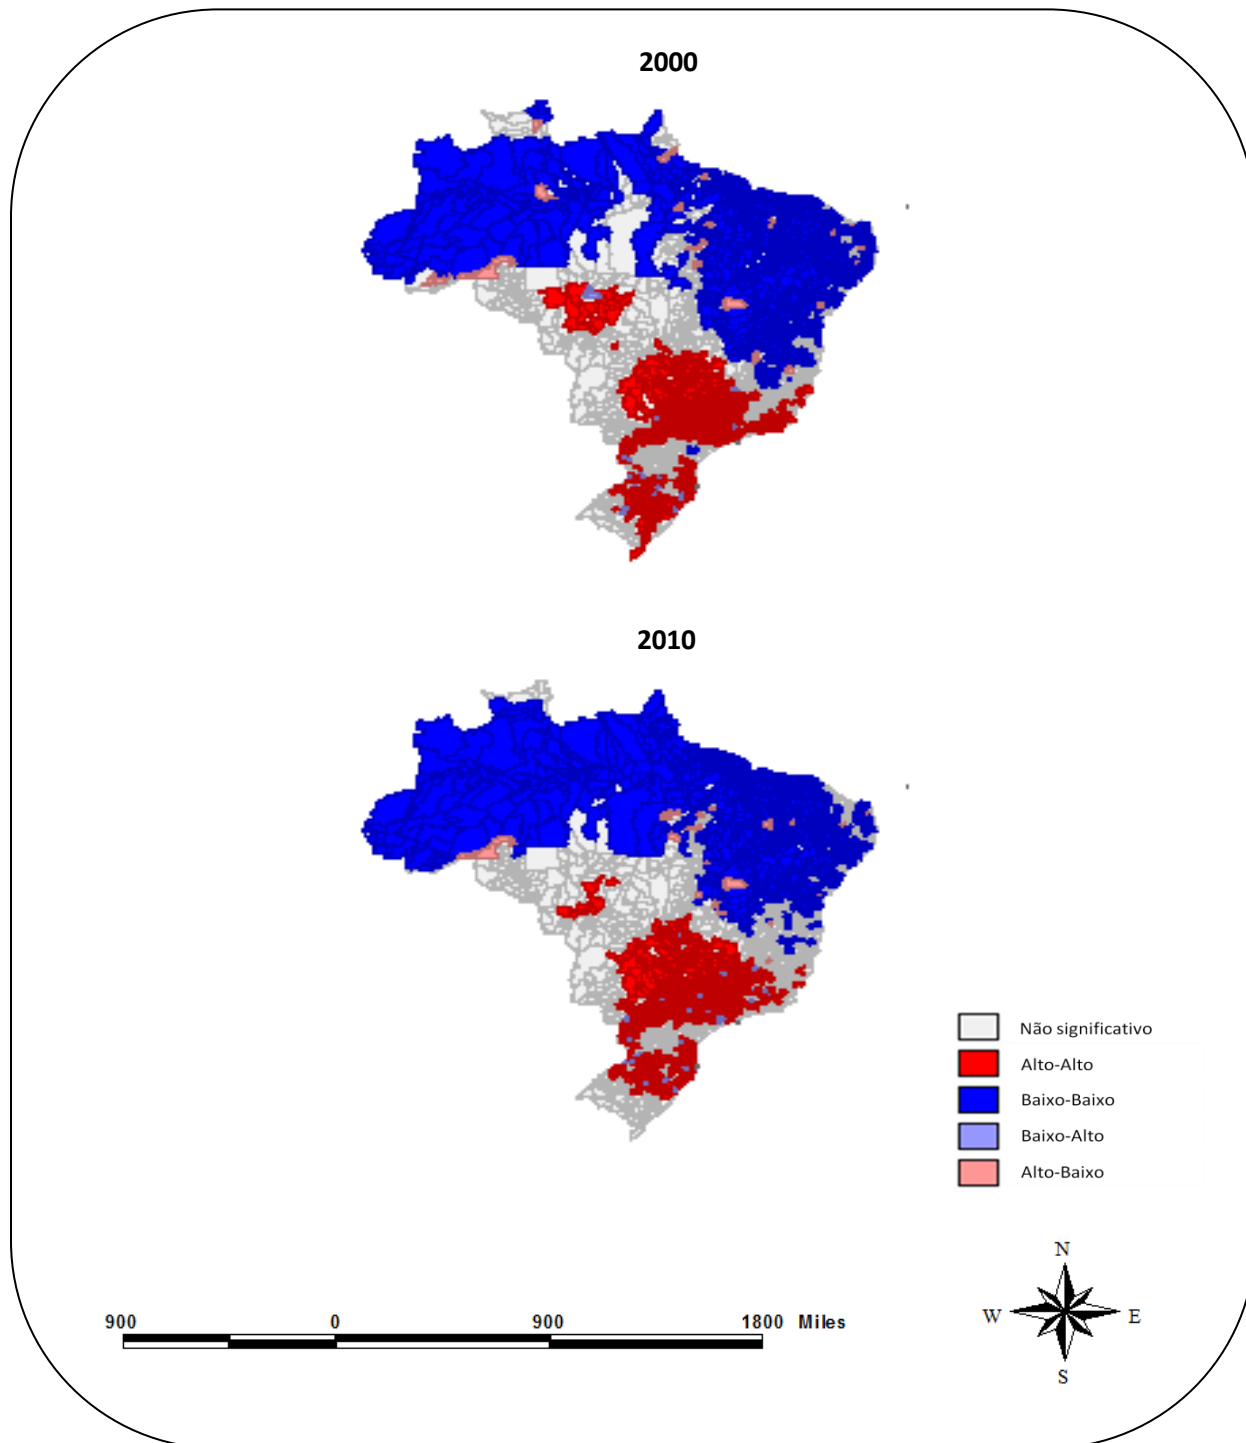 2000
2010
Não significativo
Alto-Alto
Baixo-Baixo
Baixo-Alto
Alto-Baixo
N
W E
S
900 0 900 1800 Miles